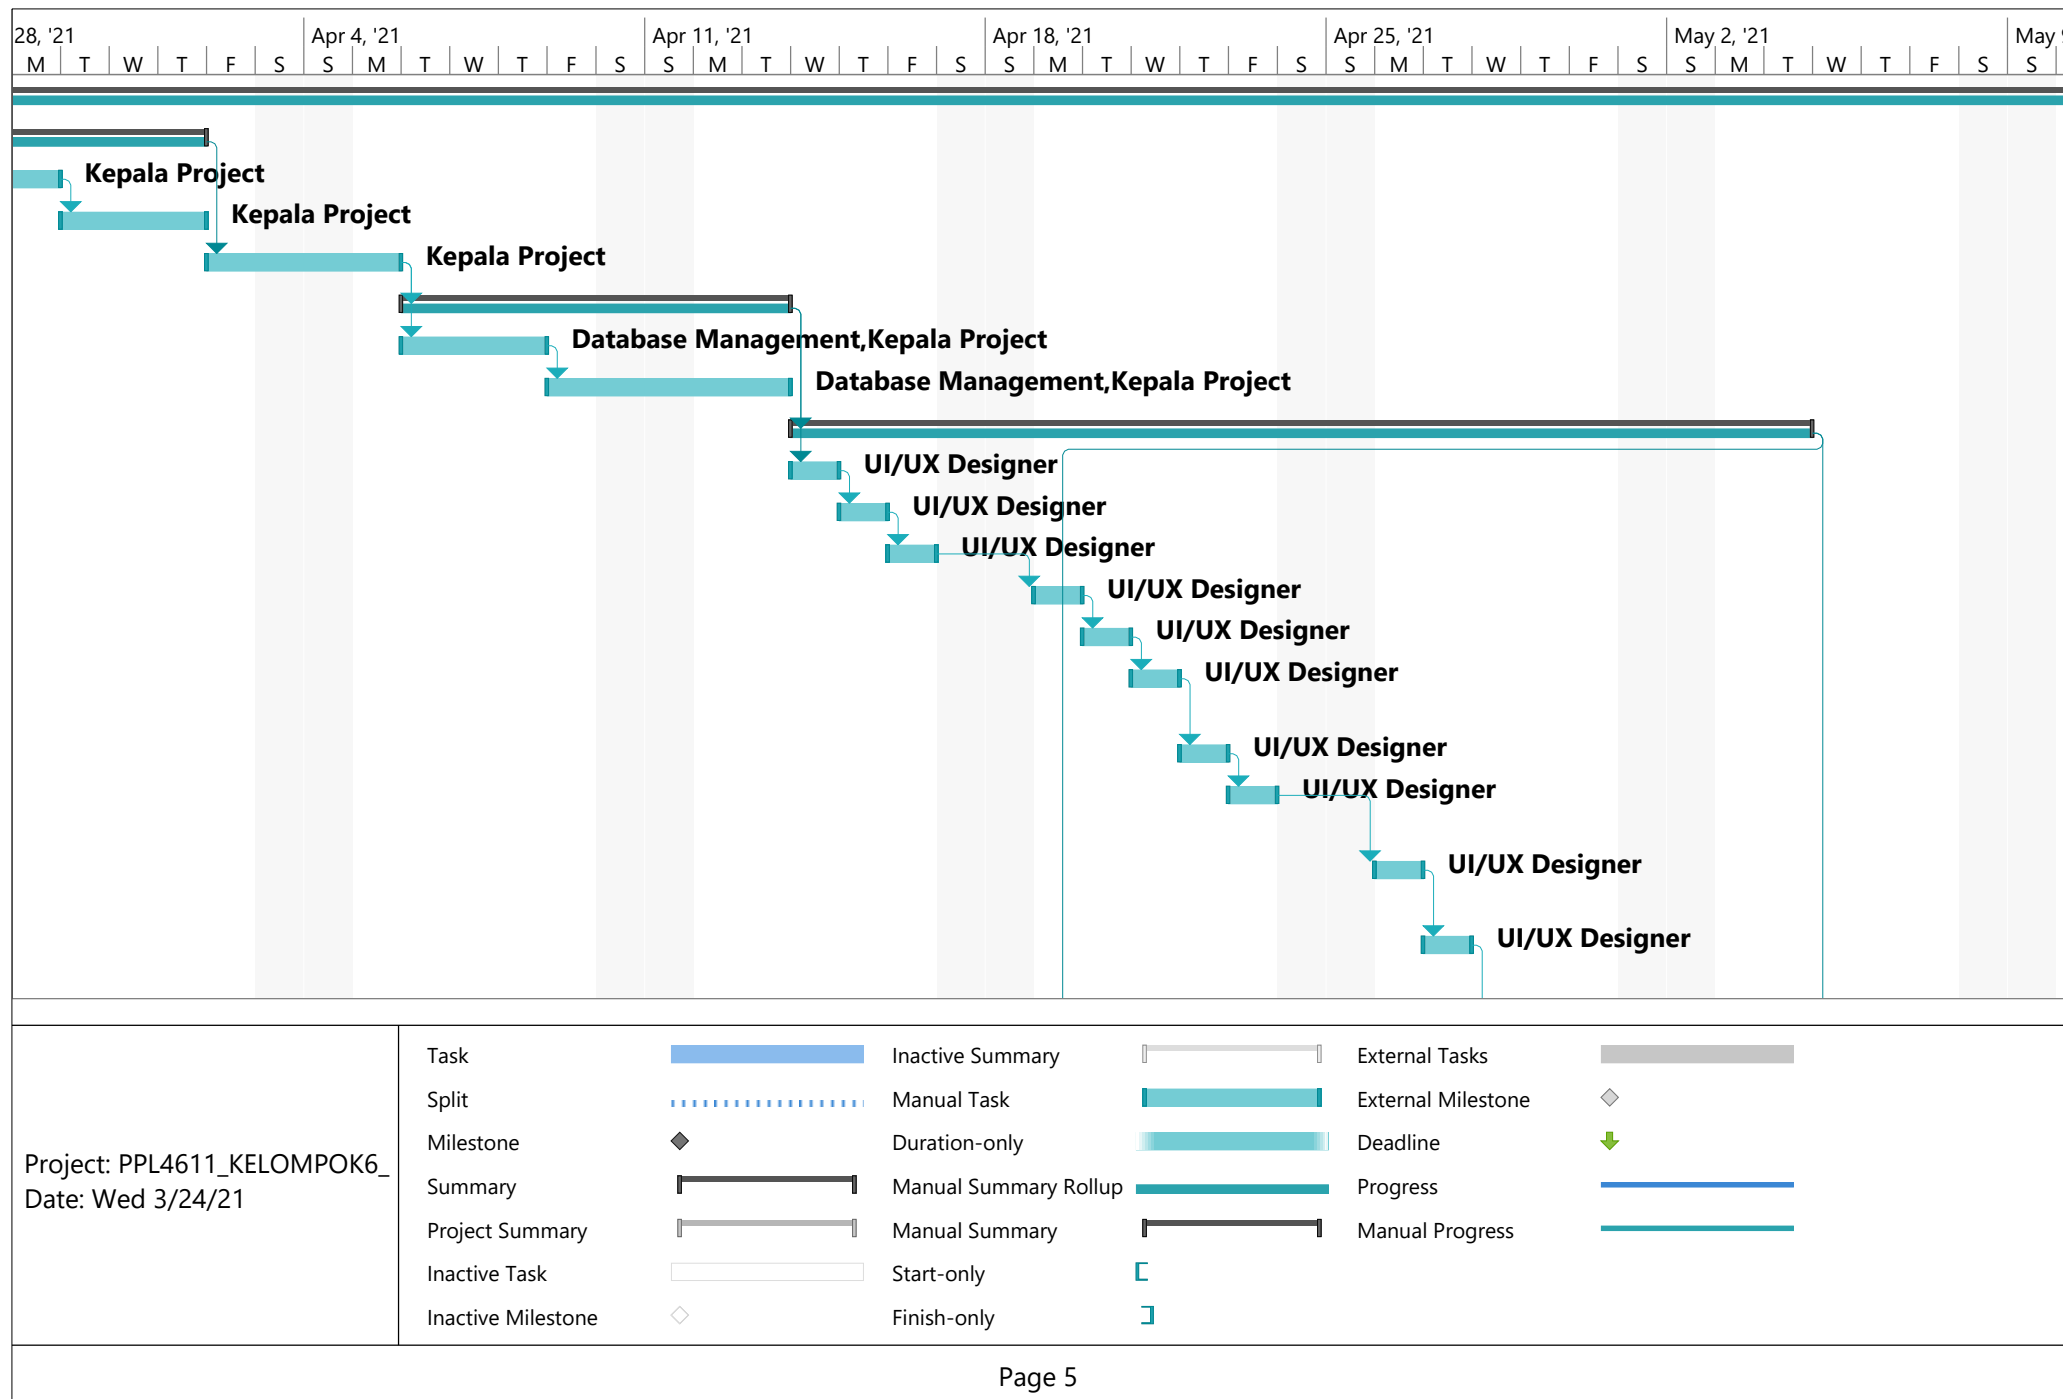 28, '21 Apr 4, '21 Apr 11, '21 Apr 18, '21 Apr 25, '21 May 2, '21 May 9
M T W T F S S M T W T F S S M T W T F S S M T W T F S S M T W T F S S M T W T F S S
Kepala Project
Kepala Project
Kepala Project
Database Management,Kepala Project
Database Management,Kepala Project
UI/UX Designer
UI/UX Designer
UI/UX Designer
UI/UX Designer
UI/UX Designer
UI/UX Designer
UI/UX Designer
UI/UX Designer
UI/UX Designer
UI/UX Designer
Project: PPL4611_KELOMPOK6_
Date: Wed 3/24/21
Task
Split
Milestone
Summary
Project Summary
Inactive Task
Inactive Milestone
Inactive Summary
Manual Task
Duration-only
Manual Summary Rollup
Manual Summary
Start-only
Finish-only
External Tasks
External Milestone
Deadline
Progress
Manual Progress
Page 5